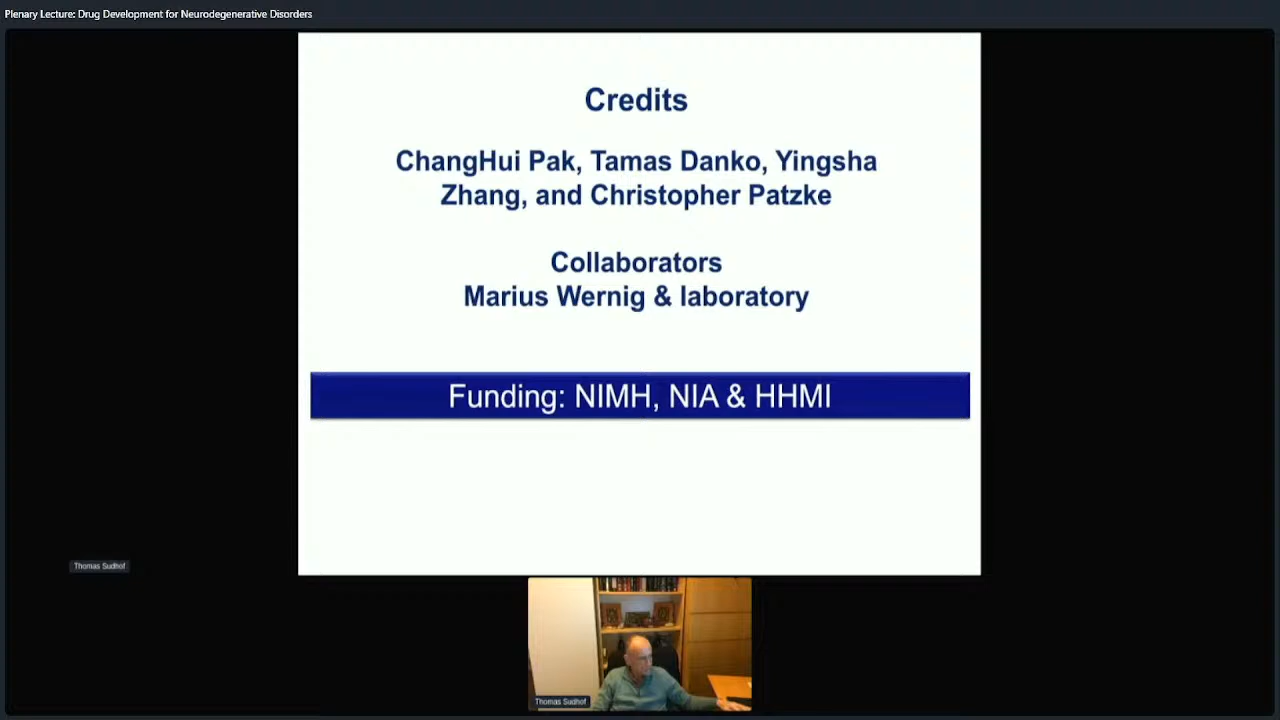 Plenary Lecture: Drug Development for Neurodegenerative Disorders
Credits
ChangHui Pak, Tamas Danko, Yingsha
Zhang, and Christopher Patzke
Collaborators
Marius Wernig & laboratory
Funding: NIMH, NIA & HHMI
Thomas Sudhof
Thomas Sudhof